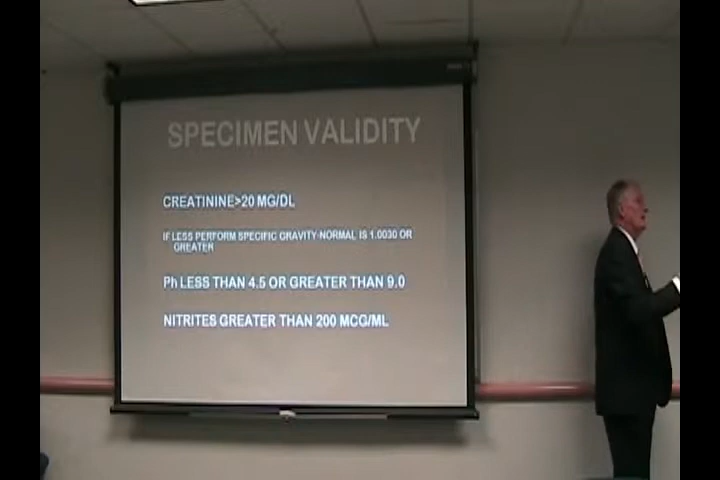 SPECIMEN VALIDITY
CREATININE>20 MG/DL
IF LESS PERFORM SPECIFIC GRAVITY-NORMAL IS 1.0030 OR
GREATER
Ph LESS THAN 4.5 OR GREATER THAN 9.0
NITRITES GREATER THAN 200 MCG/ML